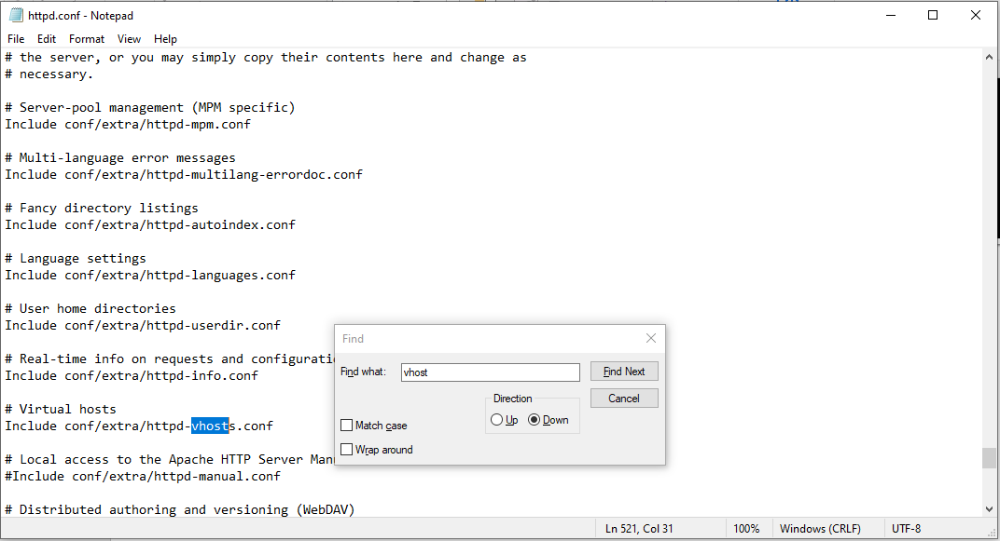 httpd.conf - Notepad
File Edit Format View Help
# the server, or you may simply copy their contents here and change as
# necessary.
# Server-pool management (MPM specific)
Include conf/extra/httpd-mpm.conf
# Multi-language error messages
Include conf/extra/httpd-multilang-errordoc.conf
# Fancy directory listings
Include conf/extra/httpd-autoindex.conf
# Language settings
Include conf/extra/httpd-languages.conf
# User home directories
Include conf/extra/httpd-userdir.conf
# Real-time info on requests and configurati
Include conf/extra/httpd-info.conf
# Virtual hosts
Include conf/extra/httpd-vhosts.conf
# Local access to the Apache HTTP Server Man
#Include conf/extra/httpd-manual.conf
# Distributed authoring and versioning (WebDAV)
Find
Find what: vhost Find Next
Cancel
Direction
Up Down
Match case
Wrap around
Ln 521, Col 31 100% Windows (CRLF) UTF-8